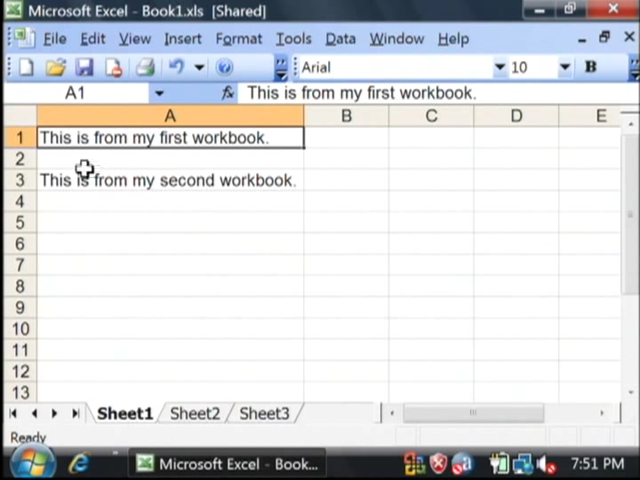 Microsoft Excel - Book1.xls [Shared]
File Edit View Insert Format Tools Data Window Help
Arial 10 B
A1 fx This is from my first workbook.
A B C D E
1 This is from my first workbook.
2
3 This is from my second workbook.
4
5
6
7
8
9
10
11
12
13
Sheet1 Sheet2 Sheet3
Ready
Microsoft Excel - Book... 7:51 PM